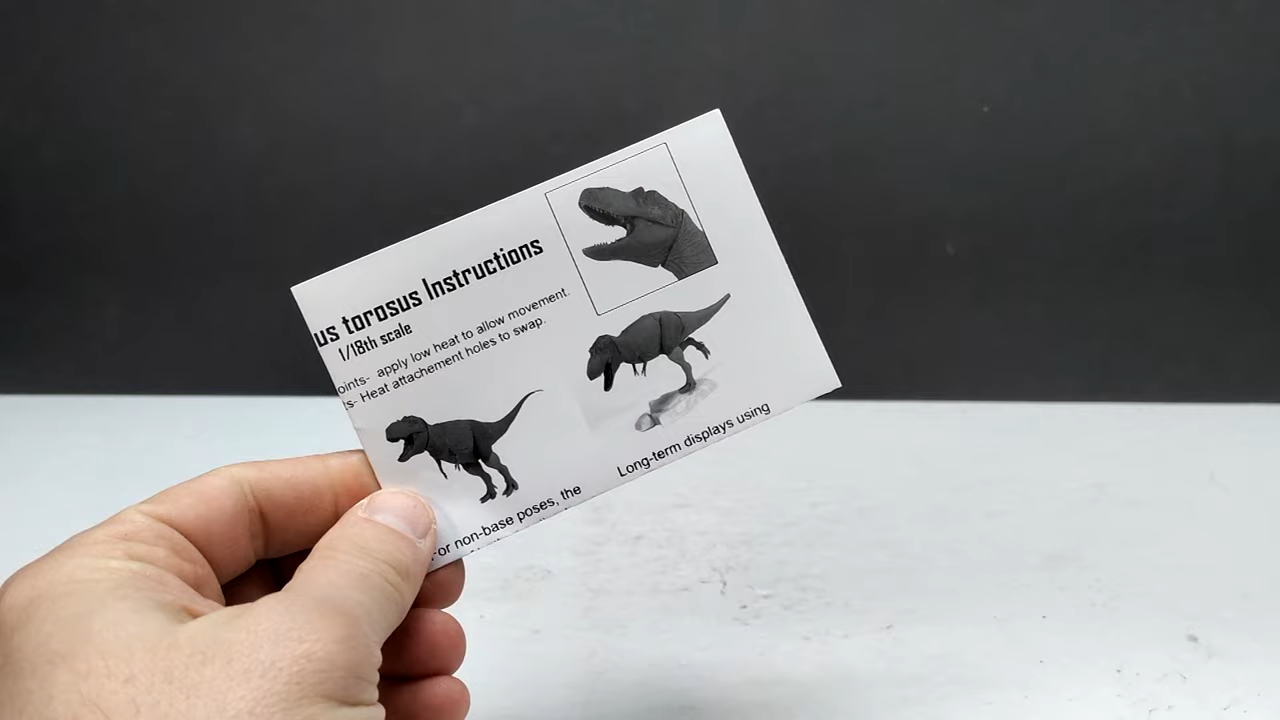 us torosus Instructions
1/18th scale
oints- apply low heat to allow movement.
s- Heat attachement holes to swap.
Long-term displays using
or non-base poses, the